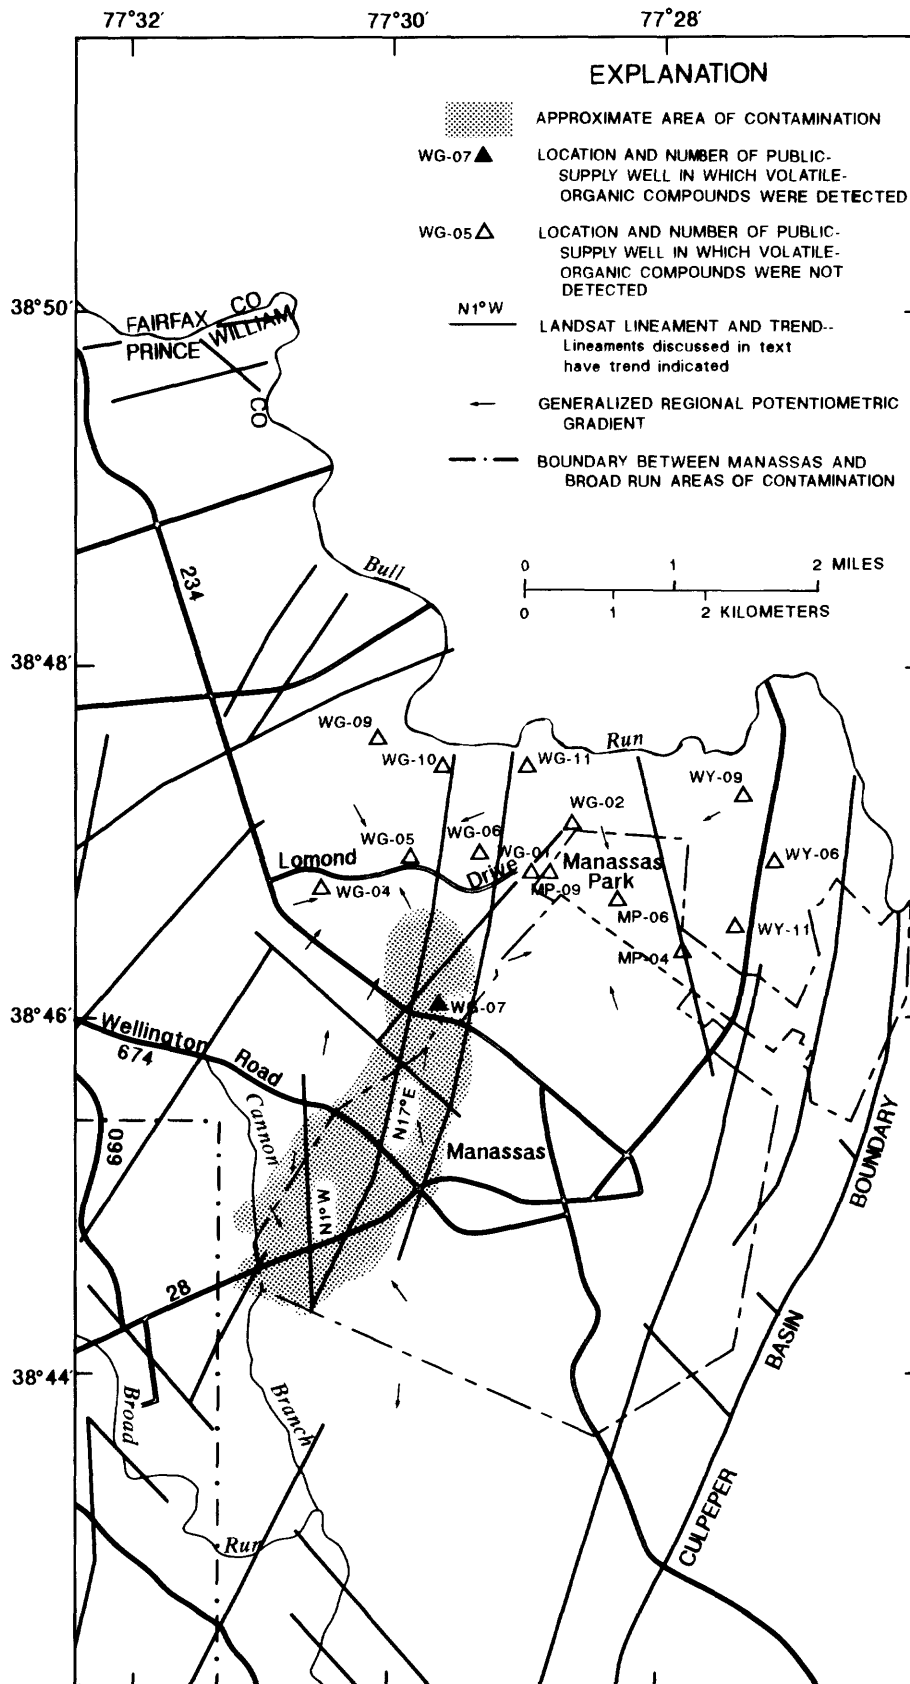 77°32′ 77°30′ 77°28′
EXPLANATION
APPROXIMATE AREA OF CONTAMINATION
WG-07 LOCATION AND NUMBER OF PUBLIC-
SUPPLY WELL IN WHICH VOLATILE-
ORGANIC COMPOUNDS WERE DETECTED
WG-05 LOCATION AND NUMBER OF PUBLIC-
SUPPLY WELL IN WHICH VOLATILE-
ORGANIC COMPOUNDS WERE NOT
DETECTED
N1°W
LANDSAT LINEAMENT AND TREND--
Lineaments discussed in text
have trend indicated
GENERALIZED REGIONAL POTENTIOMETRIC
GRADIENT
BOUNDARY BETWEEN MANASSAS AND
BROAD RUN AREAS OF CONTAMINATION
38°50′
FAIRFAX CO
PRINCE WILLIAM
CO
0 1 2 MILES
0 1 2 KILOMETERS
234
Bull
38°48′
WG-09
WG-10
WG-11
Run
WY-09
WG-02
WG-06
WG-05
WG-01
Lomond
Drive
Manassas
Park
WY-06
WG-04
MP-09
MP-06
WY-11
MP-04
38°46′
WG-07
Wellington
674
Road
Cannon
N17°E
660
Manassas
N1°W
BOUNDARY
28
38°44′
BASIN
Broad
Branch
CULPEPER
Run